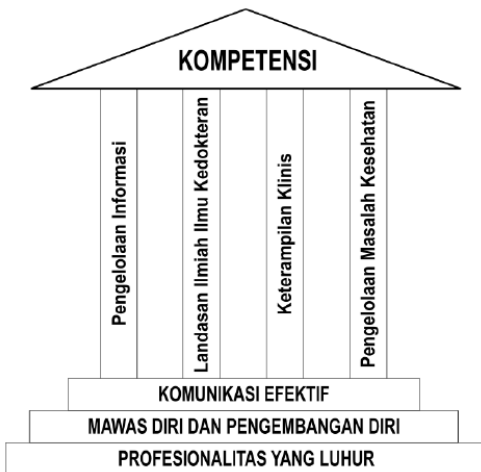 KOMPETENSI
Pengelolaan Informasi
Landasan Ilmiah Ilmu Kedokteran
Keterampilan Klinis
Pengelolaan Masalah Kesehatan
KOMUNIKASI EFEKTIF
MAWAS DIRI DAN PENGEMBANGAN DIRI
PROFESIONALITAS YANG LUHUR